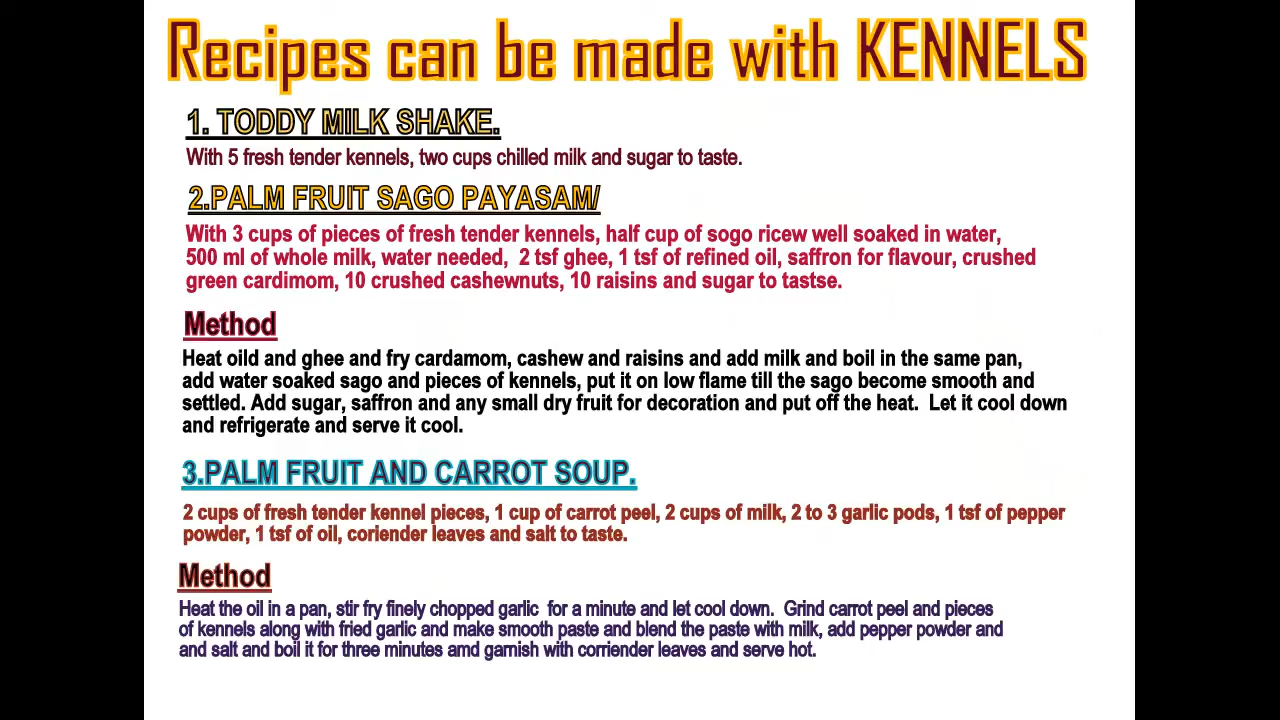 Recipes can be made with KENNELS
1. TODDY MILK SHAKE.
With 5 fresh tender kennels, two cups chilled milk and sugar to taste.
2.PALM FRUIT SAGO PAYASAM/
With 3 cups of pieces of fresh tender kennels, half cup of sogo ricew well soaked in water,
500 ml of whole milk, water needed,  2 tsf ghee, 1 tsf of refined oil, saffron for flavour, crushed
green cardimom, 10 crushed cashewnuts, 10 raisins and sugar to tastse.
Method
Heat oild and ghee and fry cardamom, cashew and raisins and add milk and boil in the same pan,
add water soaked sago and pieces of kennels, put it on low flame till the sago become smooth and
settled. Add sugar, saffron and any small dry fruit for decoration and put off the heat.  Let it cool down
and refrigerate and serve it cool.
3.PALM FRUIT AND CARROT SOUP.
2 cups of fresh tender kennel pieces, 1 cup of carrot peel, 2 cups of milk, 2 to 3 garlic pods, 1 tsf of pepper
powder, 1 tsf of oil, coriender leaves and salt to taste.
Method
Heat the oil in a pan, stir fry finely chopped garlic  for a minute and let cool down.  Grind carrot peel and pieces
of kennels along with fried garlic and make smooth paste and blend the paste with milk, add pepper powder and
and salt and boil it for three minutes amd garnish with corriender leaves and serve hot.